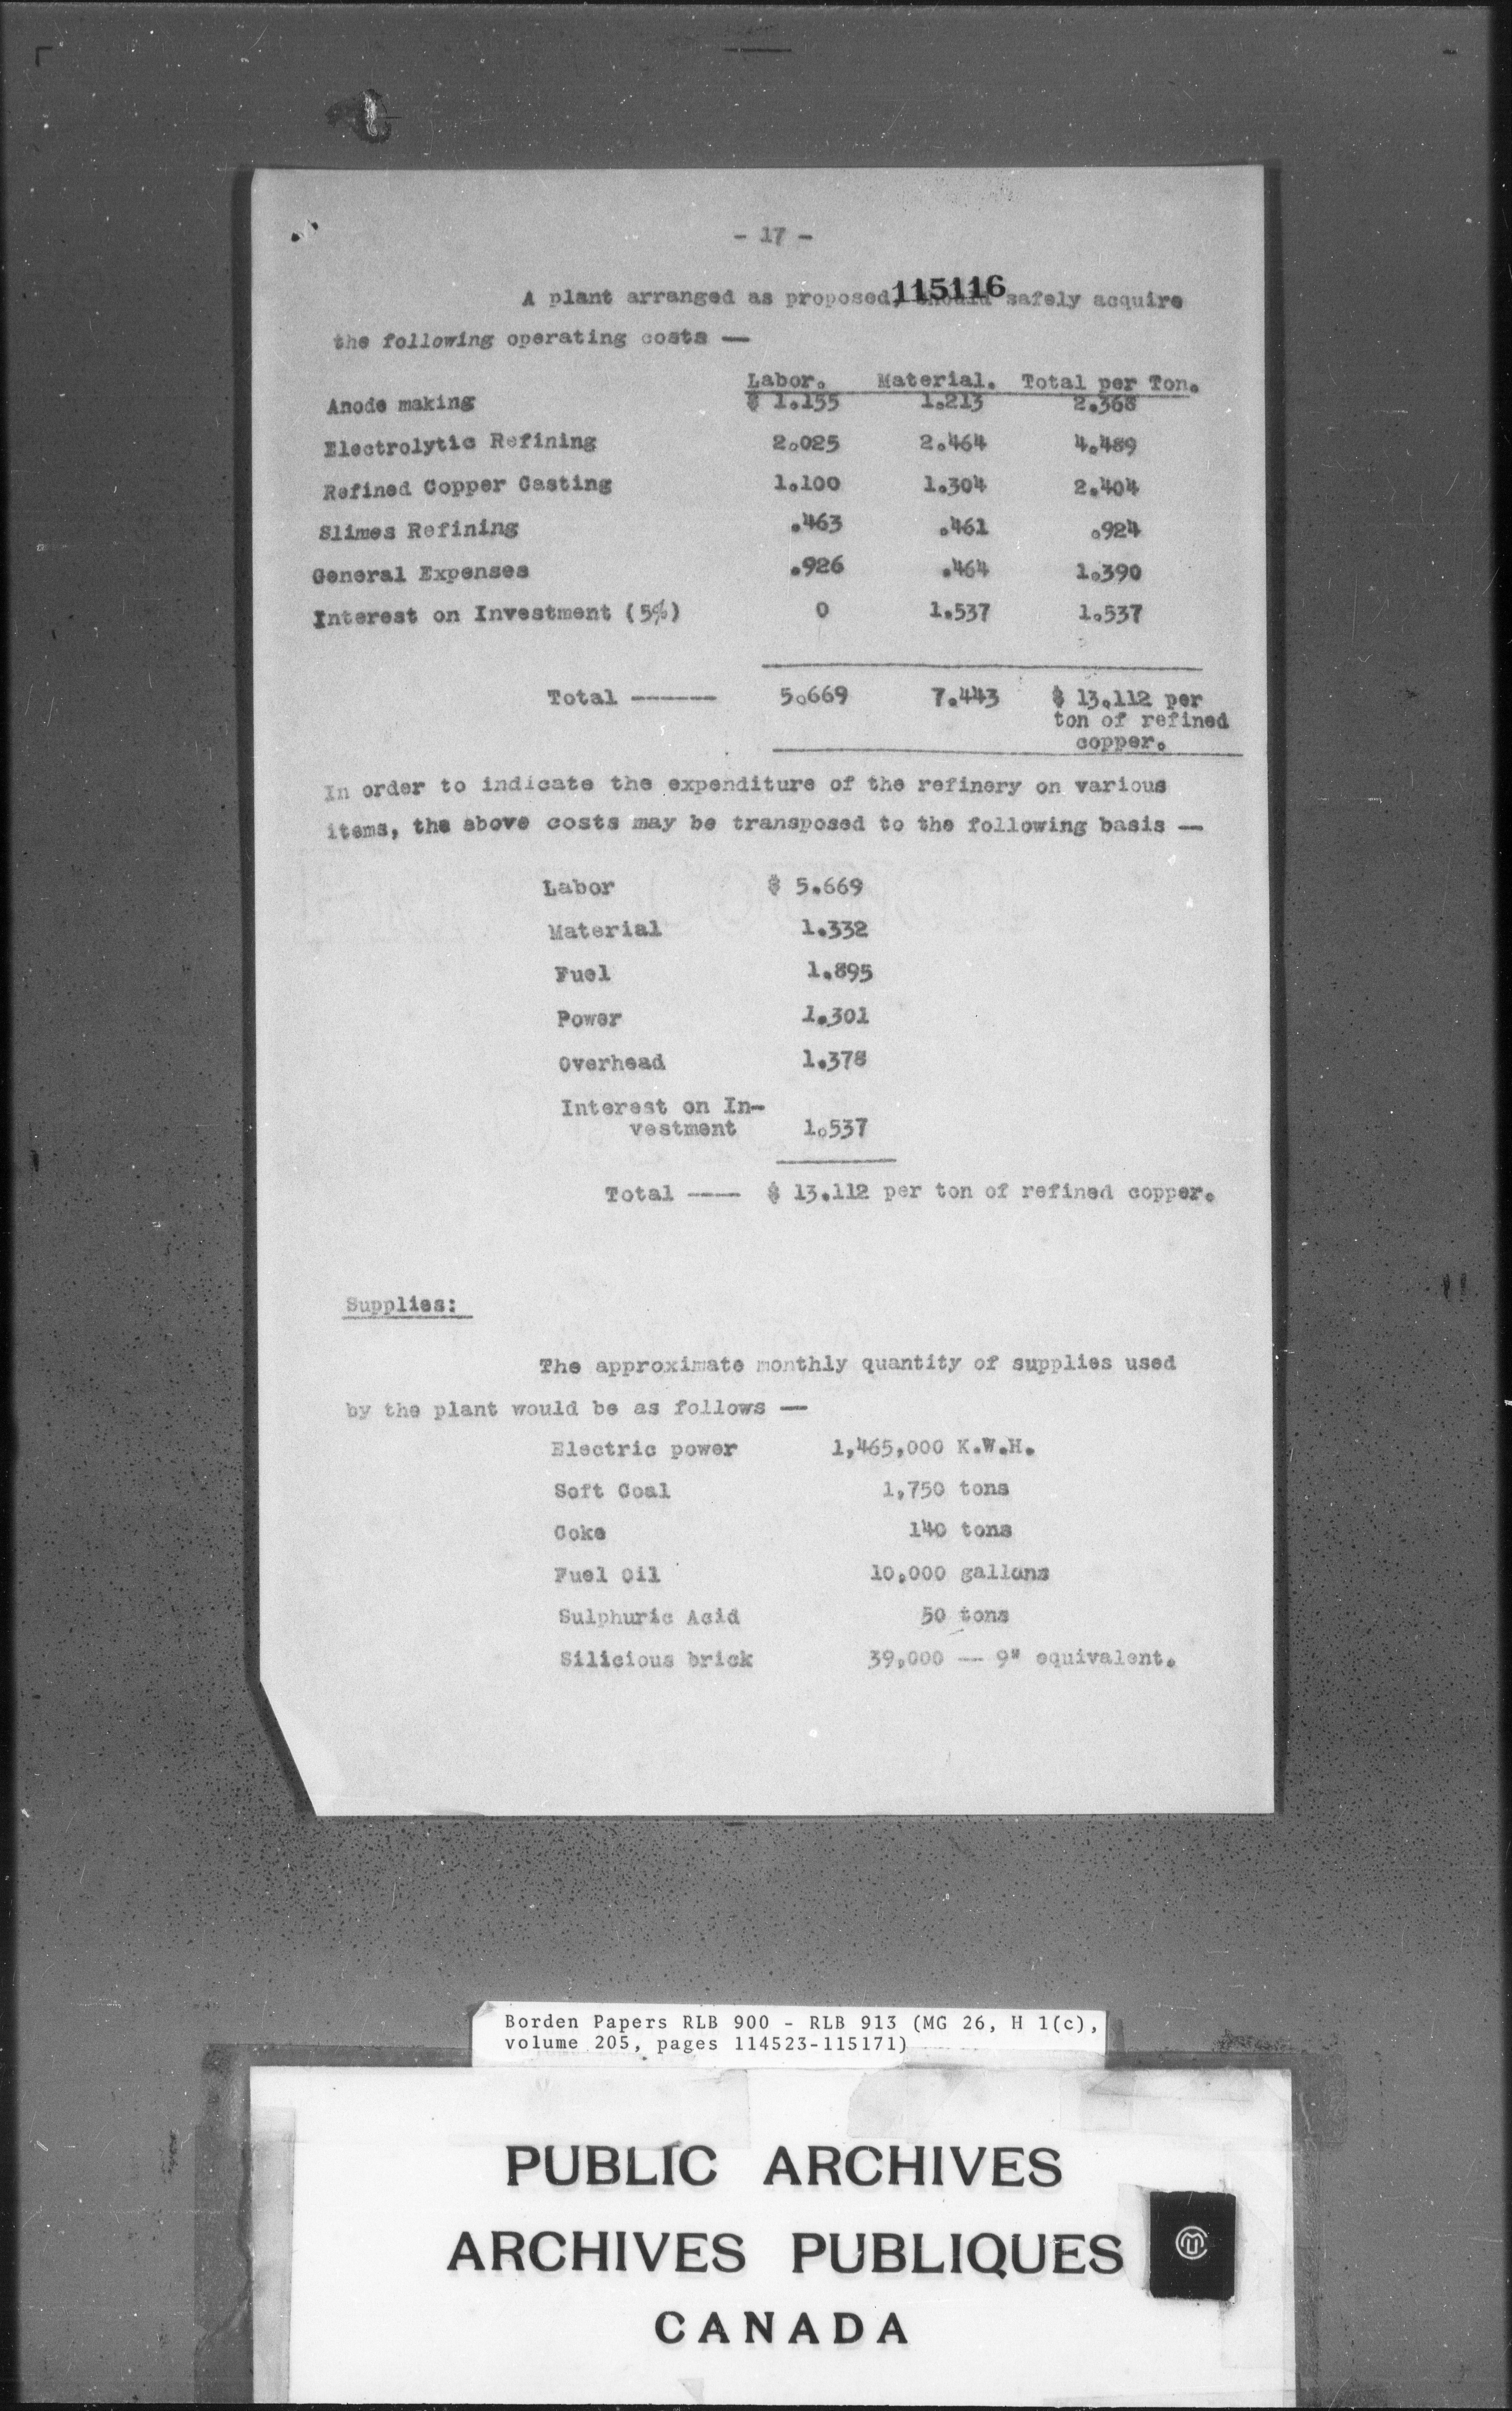 - 17 -
115116
A plant arranged as proposed, should safely acquire
the following operating costs —
Labor. Material. Total per Ton.
Anode making $ 1.155 1.213 2.368
Electrolytic Refining 2.025 2.464 4.489
Refined Copper Casting 1.100 1.304 2.404
Slimes Refining .463 .461 .924
General Expenses .926 .464 1.390
Interest on Investment (5%) 0 1.537 1.537
Total ------ 5.669 7.443 $ 13.112 per
ton of refined
copper.
In order to indicate the expenditure of the refinery on various
items, the above costs may be transposed to the following basis —
Labor $ 5.669
Material 1.332
Fuel 1.895
Power 1.301
Overhead 1.378
Interest on In-
vestment 1.537
Total ---- $ 13.112 per ton of refined copper.
Supplies:
The approximate monthly quantity of supplies used
by the plant would be as follows —
Electric power 1,465,000 K.W.H.
Soft Coal 1,750 tons
Coke 140 tons
Fuel Oil 10,000 gallons
Sulphuric Acid 50 tons
Silicious brick 39,000 -- 9" equivalent.
Borden Papers RLB 900 - RLB 913 (MG 26, H 1(c),
volume 205, pages 114523-115171)
PUBLIC ARCHIVES
ARCHIVES PUBLIQUES
CANADA